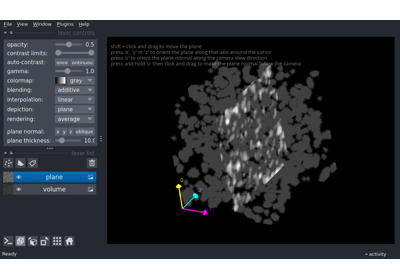 File View Window Plugins Help
layer controls
shift + click and drag to move the plane
press 'x', 'y' or 'z' to orient the plane along that axis around the cursor
press 'o' to orient the plane normal along the camera view direction
press and hold 'o' then click and drag to make the plane normal follow the cursor
opacity: 0.5
contrast limits:
auto-contrast: once continuous
gamma: 1.0
colormap: gray
blending: additive
interpolation: linear
depiction: plane
rendering: average
plane normal: x y z oblique
plane thickness: 10.0
layer list
plane
volume
Ready
activity